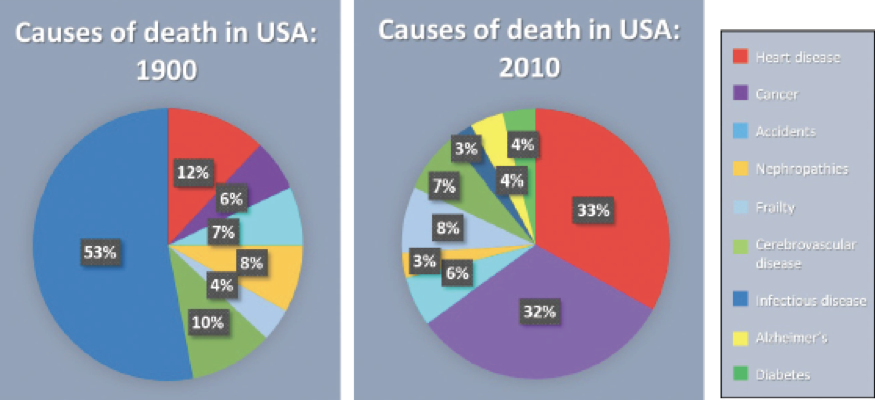 Causes of death in USA:
1900
12%
6%
7%
8%
4%
10%
53%
Causes of death in USA:
2010
33%
32%
6%
3%
8%
7%
3%
4%
4%
Heart disease
Cancer
Accidents
Nephropathies
Frailty
Cerebrovascular
disease
Infectious disease
Alzheimer's
Diabetes